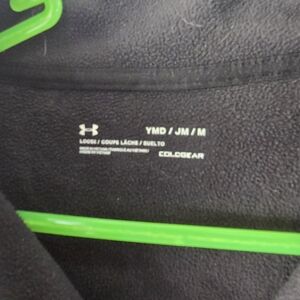 YMD / JM / M
LOOSE / COUPE LÂCHE / SUELTO
COLDGEAR